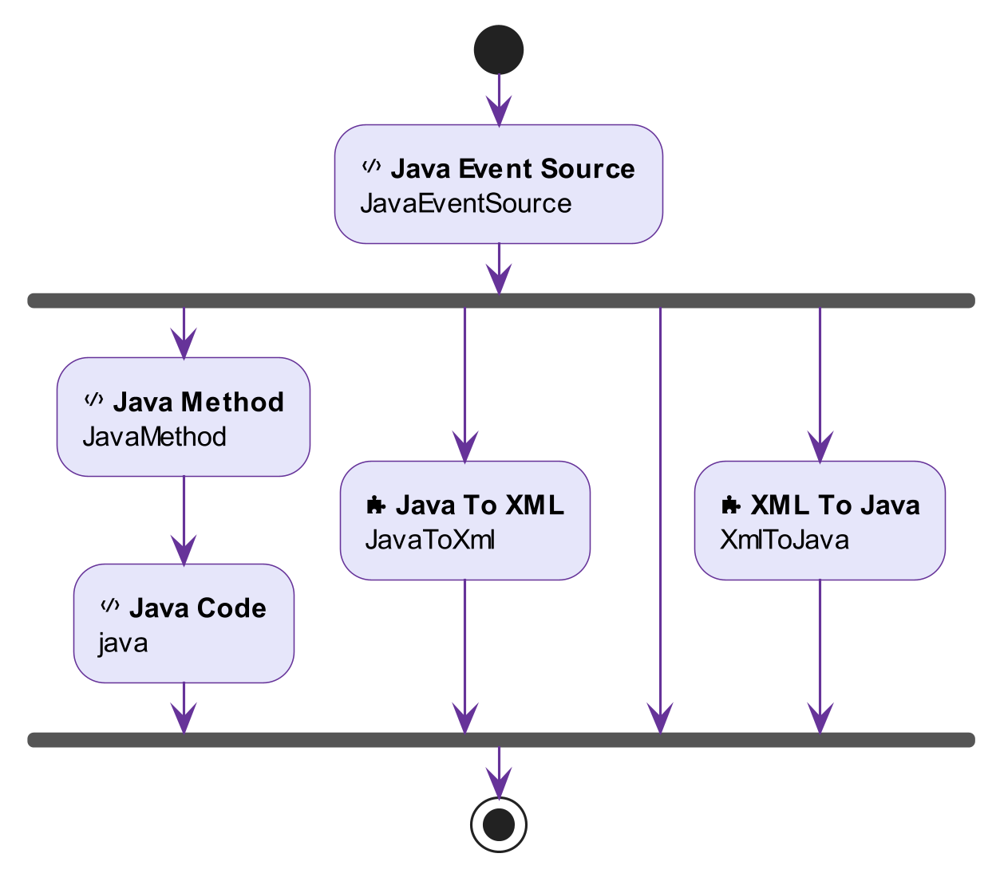 Java Event Source
JavaEventSource
Java Method
JavaMethod
Java To XML
JavaToXml
XML To Java
XmlToJava
Java Code
java